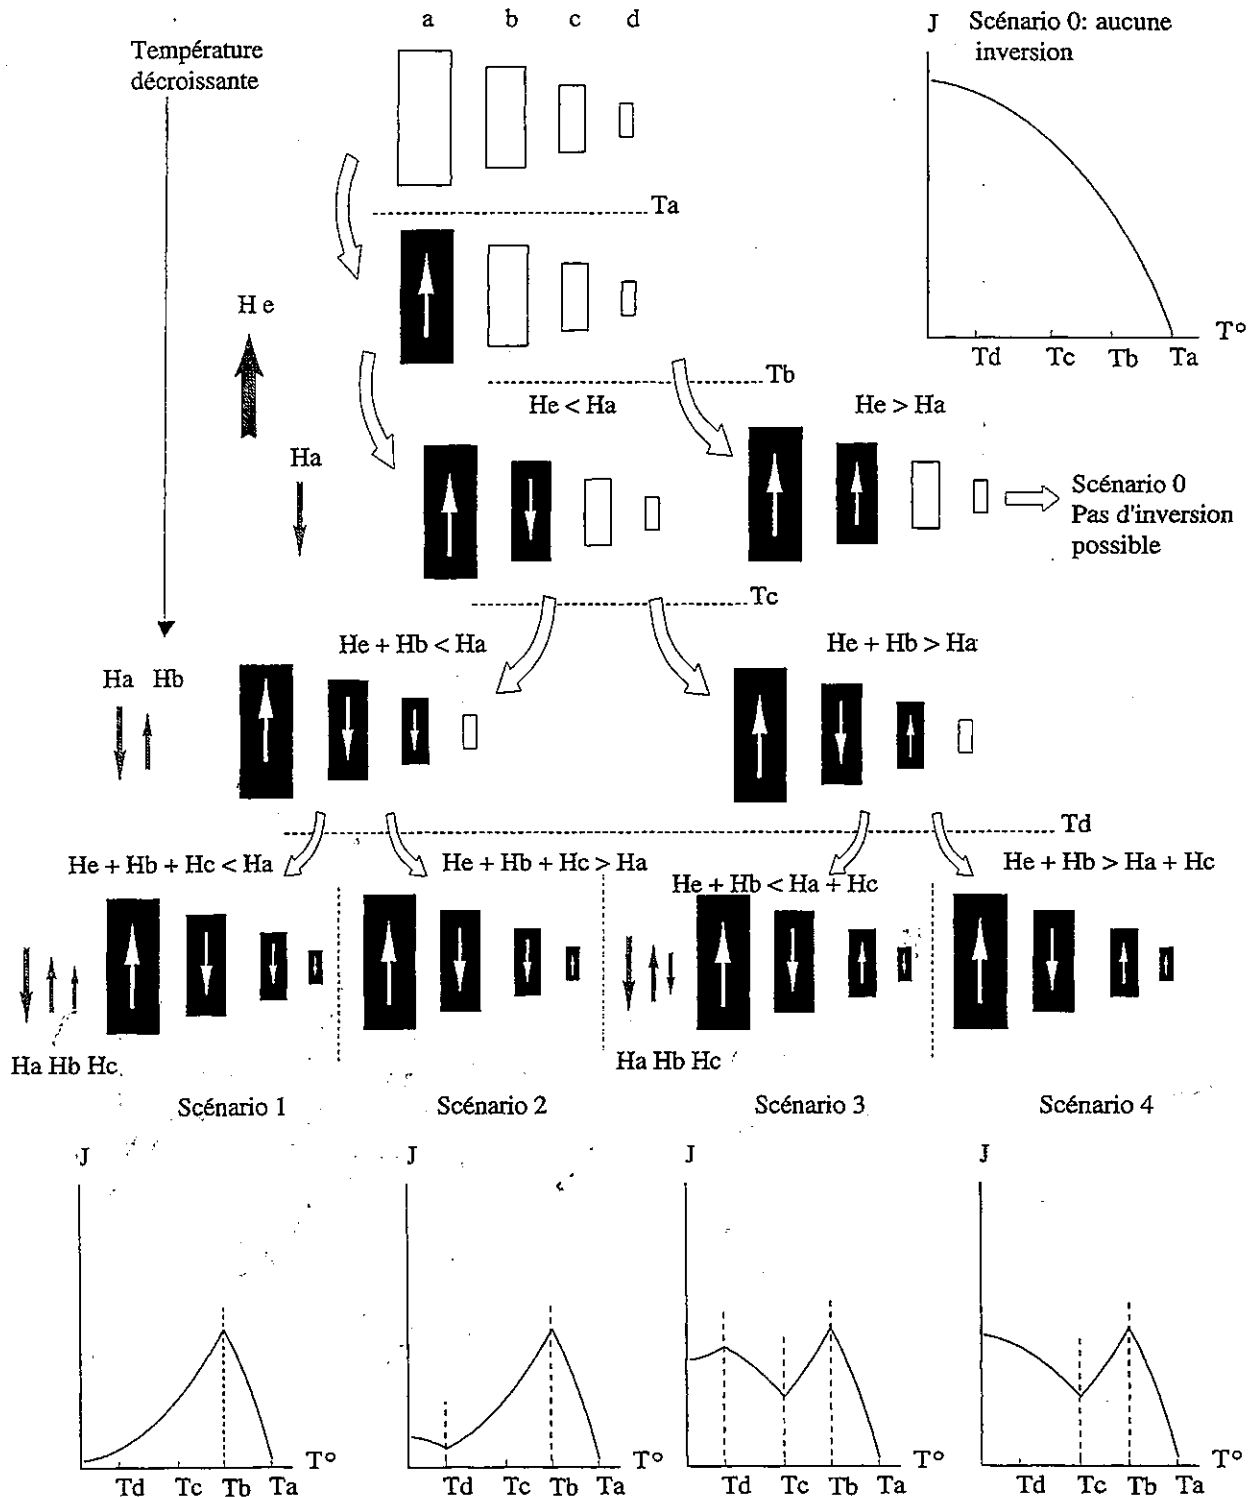 a b c d
J Scénario 0: aucune
inversion
Température
décroissante
Ta
H e
T°
Td Tc Tb Ta
Tb
He < Ha
He > Ha
Ha
Scénario 0
Pas d'inversion
possible
Tc
He + Hb < Ha
He + Hb > Ha
Ha Hb
Td
He + Hb + Hc < Ha
He + Hb + Hc > Ha
He + Hb < Ha + Hc
He + Hb > Ha + Hc
Ha Hb Hc
Ha Hb Hc
Scénario 1
Scénario 2
Scénario 3
Scénario 4
J
J
J
J
T°
T°
T°
T°
Td Tc Tb Ta
Td Tc Tb Ta
Td Tc Tb Ta
Td Tc Tb Ta